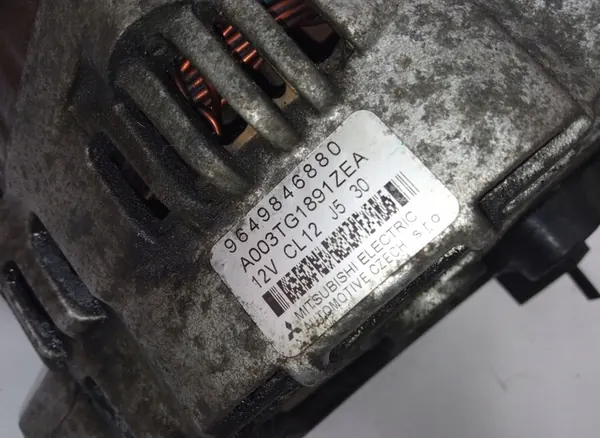 9649846880
A003TG1891ZEA
12V CL12 J5 30
MITSUBISHI ELECTRIC
AUTOMOTIVE CZECH s.r.o